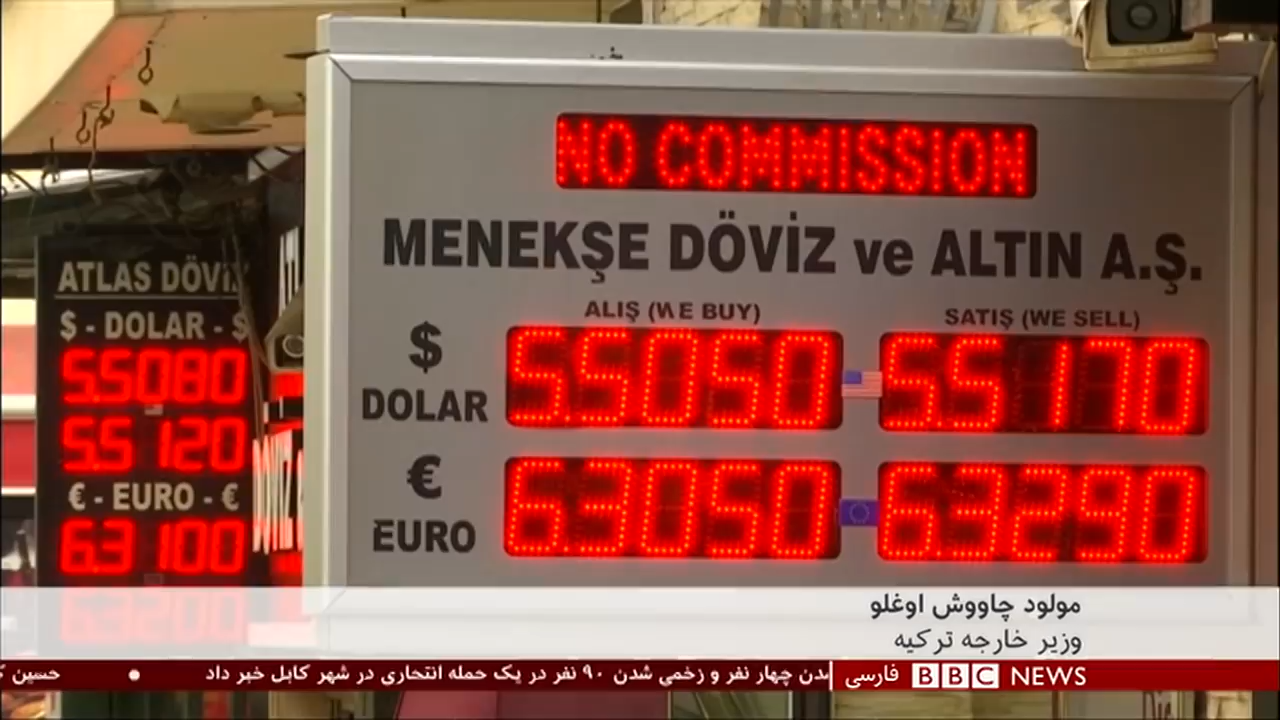 NO COMMISSION
MENEKŞE DÖVİZ ve ALTIN A.Ş.
ALIŞ (WE BUY)
SATIŞ (WE SELL)
$ DOLAR
5.5050
5.5170
€ EURO
6.3050
6.3290
ATLAS DÖVİZ
$ - DOLAR - $
5.5080
5.5120
€ - EURO - €
6.3100
6.3200
DÖVİZ
مولود چاووش اوغلو
وزیر خارجه ترکیه
چهار نفر و زخمی شدن ۹۰ نفر در یک حمله انتحاری در شهر کابل خبر داد • حسین
BBC NEWS فارسی